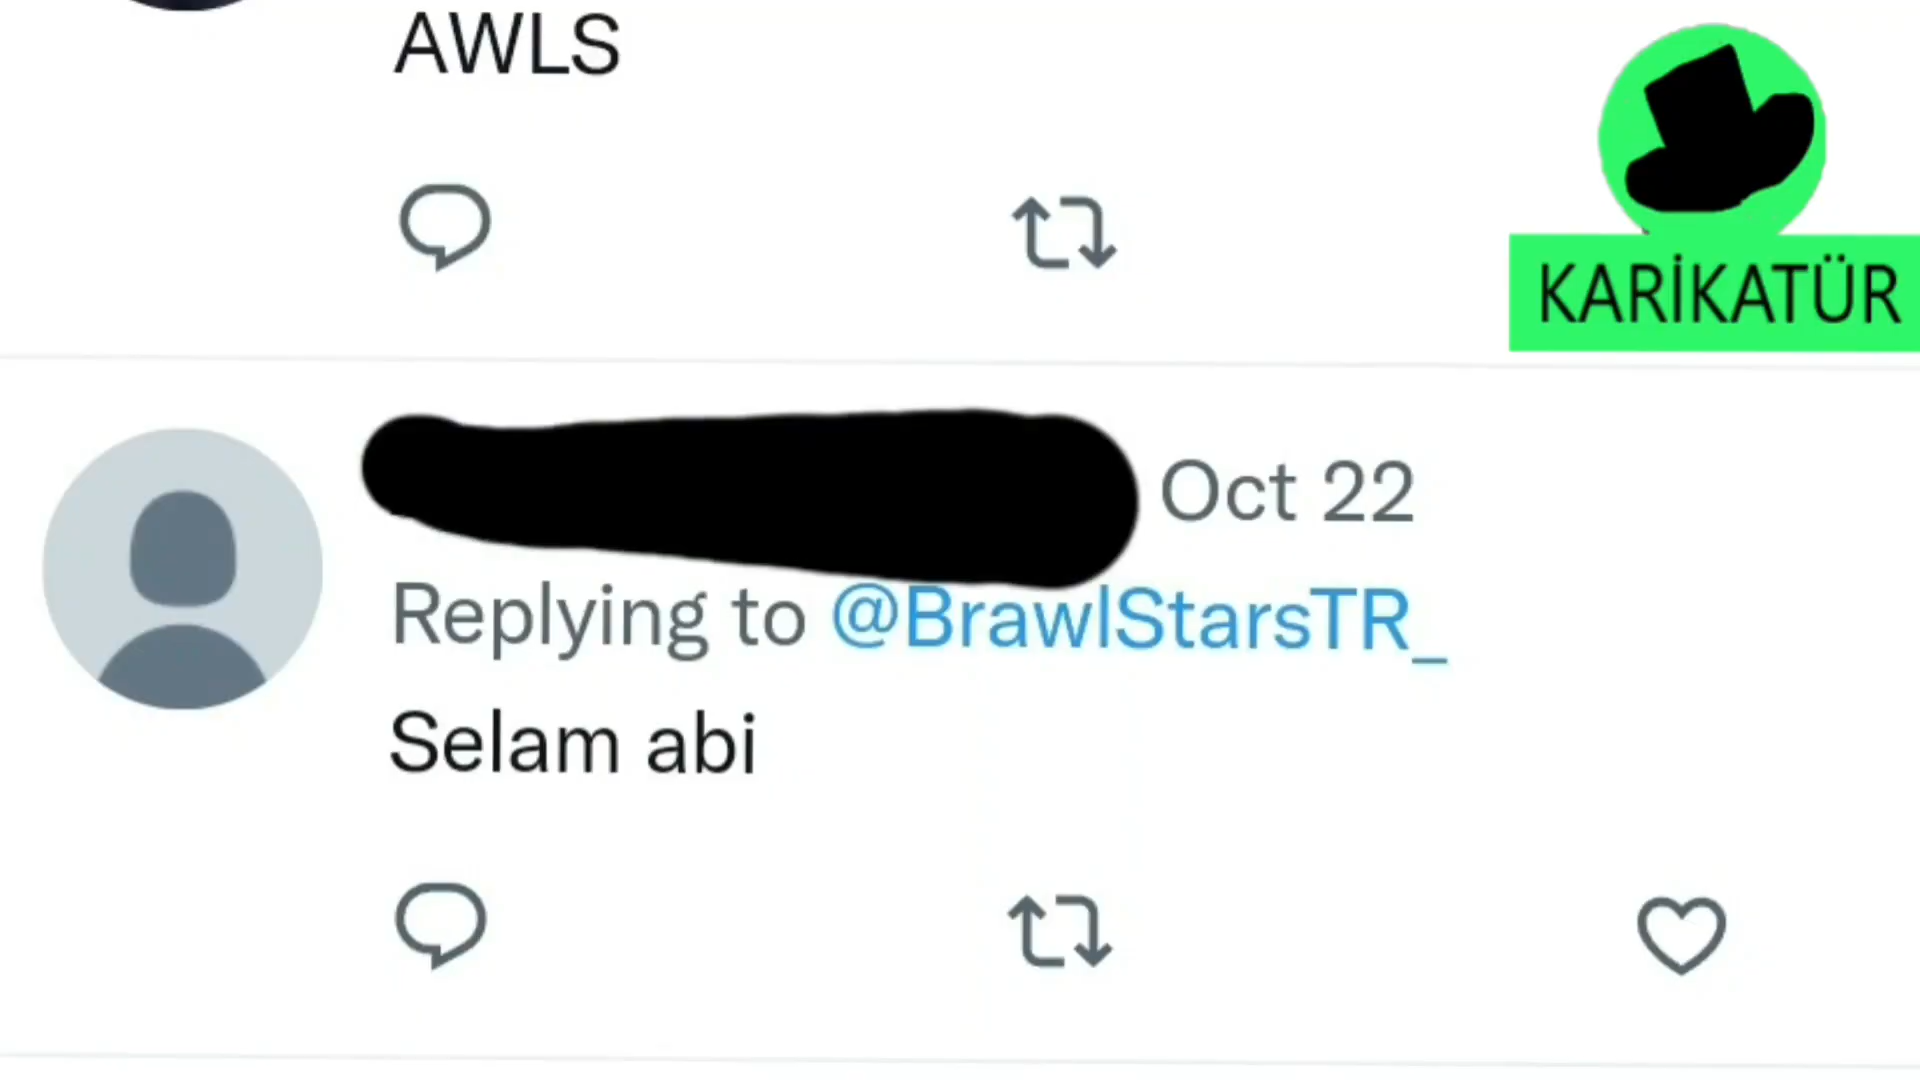 AWLS
KARİKATÜR
Oct 22
Replying to @BrawlStarsTR_
Selam abi